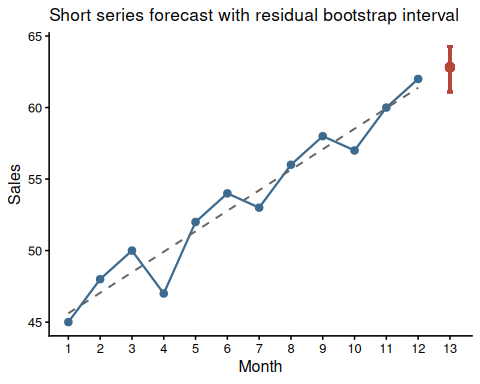 Short series forecast with residual bootstrap interval
65
60
55
50
45
Sales
1 2 3 4 5 6 7 8 9 10 11 12 13
Month